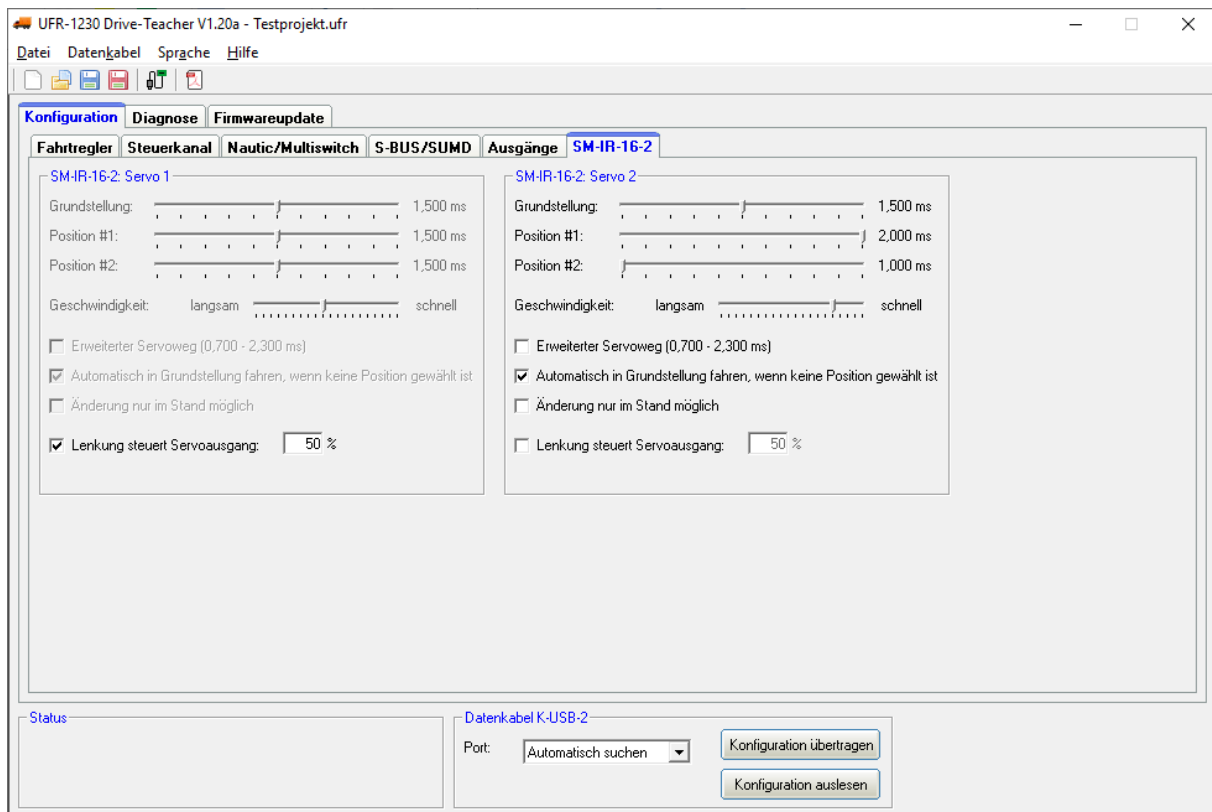 UFR-1230 Drive-Teacher V1.20a - Testprojekt.ufr
Datei Datenkabel Sprache Hilfe
Konfiguration Diagnose Firmwareupdate
Fahrtregler Steuerkanal Nautic/Multiswitch S-BUS/SUMD Ausgänge SM-IR-16-2
SM-IR-16-2: Servo 1
Grundstellung: 1,500 ms
Position #1: 1,500 ms
Position #2: 1,500 ms
Geschwindigkeit: langsam schnell
Erweiterter Servoweg (0,700 - 2,300 ms)
Automatisch in Grundstellung fahren, wenn keine Position gewählt ist
Änderung nur im Stand möglich
Lenkung steuert Servoausgang: 50 %
SM-IR-16-2: Servo 2
Grundstellung: 1,500 ms
Position #1: 2,000 ms
Position #2: 1,000 ms
Geschwindigkeit: langsam schnell
Erweiterter Servoweg (0,700 - 2,300 ms)
Automatisch in Grundstellung fahren, wenn keine Position gewählt ist
Änderung nur im Stand möglich
Lenkung steuert Servoausgang: 50 %
Status
Datenkabel K-USB-2
Port: Automatisch suchen
Konfiguration übertragen
Konfiguration auslesen